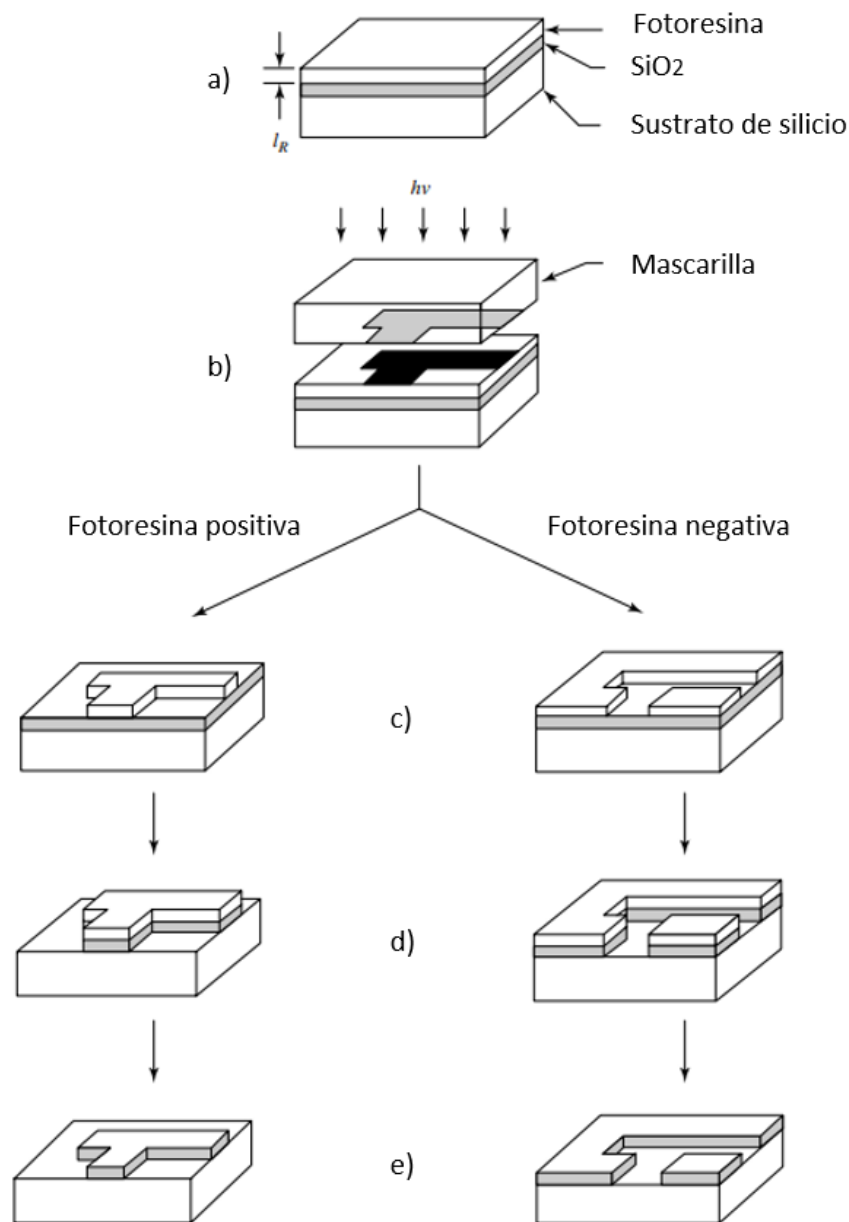 Fotoresina
SiO2
a)
Sustrato de silicio
l_R
hν
Mascarilla
b)
Fotoresina positiva
Fotoresina negativa
c)
d)
e)